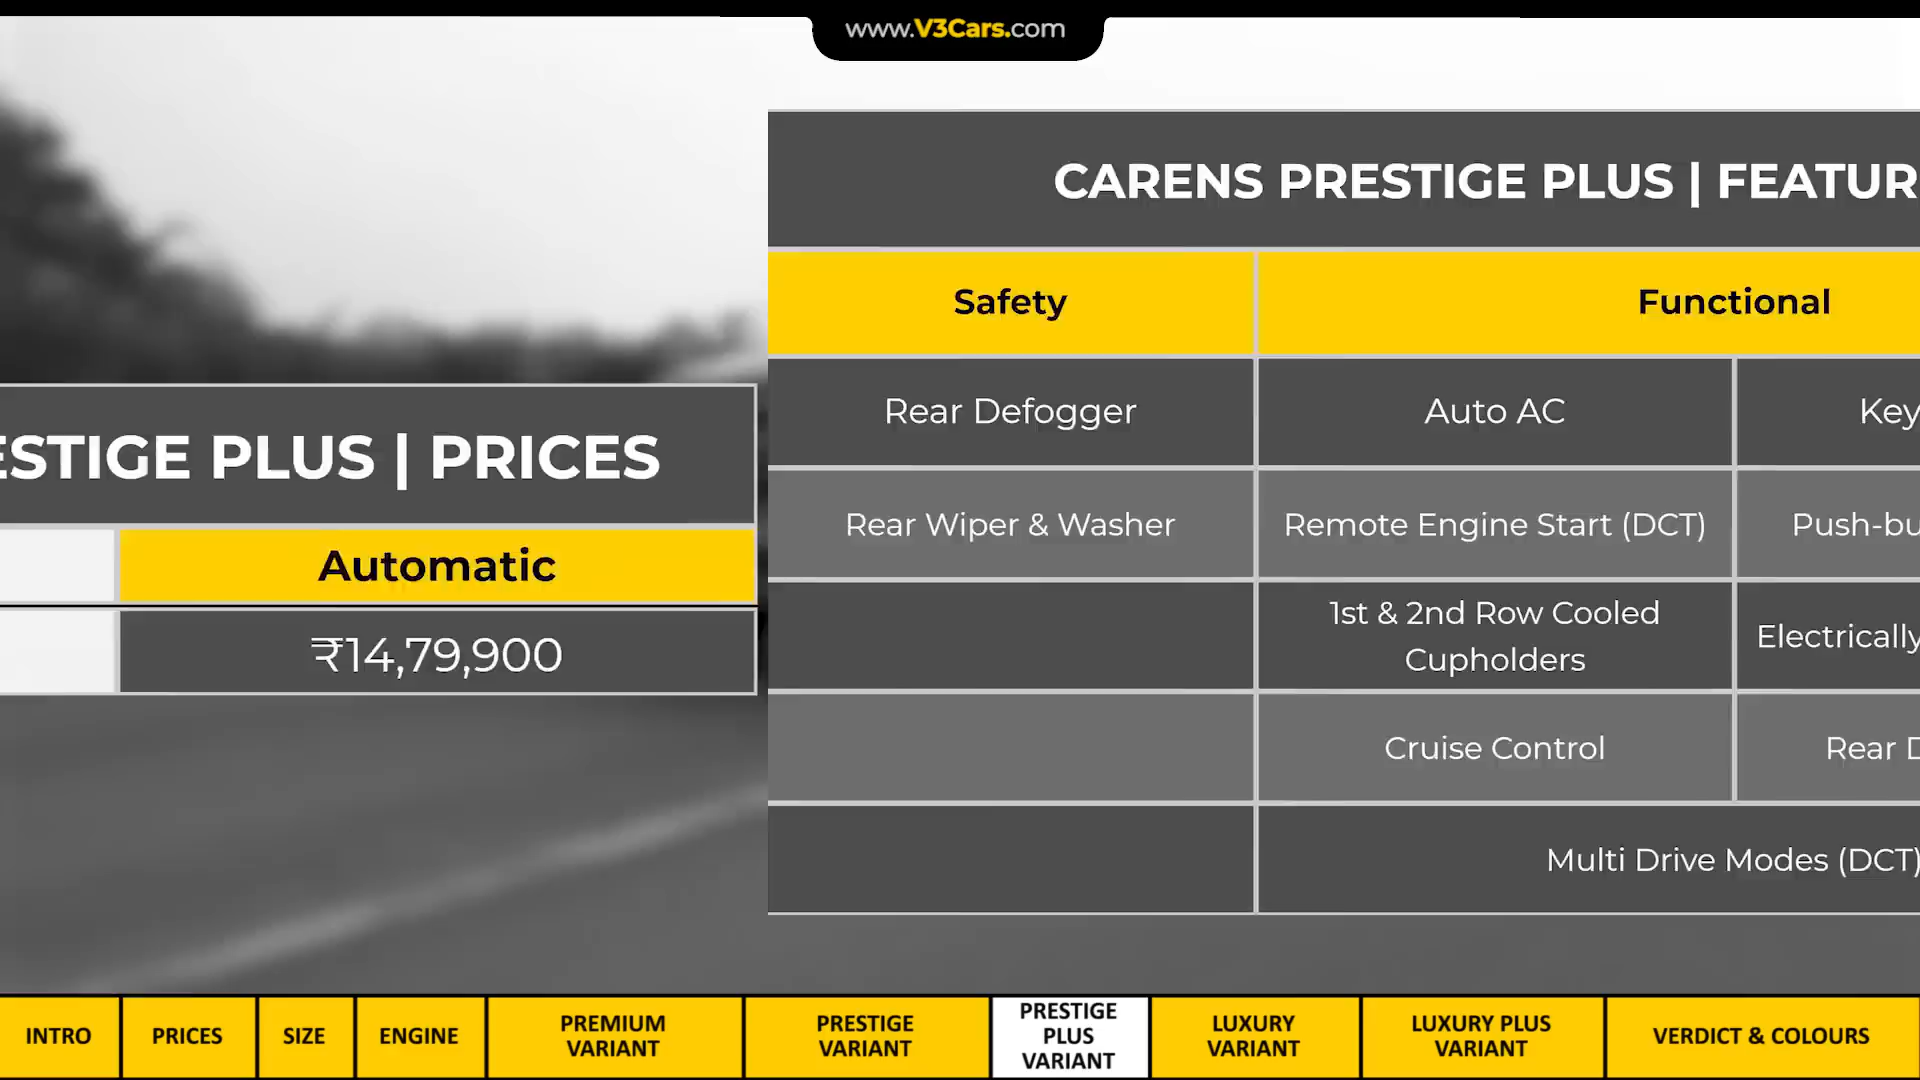 www.V3Cars.com
ESTIGE PLUS | PRICES
Automatic
₹14,79,900
CARENS PRESTIGE PLUS | FEATUR
Safety
Functional
Rear Defogger
Auto AC
Key
Rear Wiper & Washer
Remote Engine Start (DCT)
Push-bu
1st & 2nd Row Cooled
Cupholders
Electrically
Cruise Control
Rear D
Multi Drive Modes (DCT)
INTRO
PRICES
SIZE
ENGINE
PREMIUM
VARIANT
PRESTIGE
VARIANT
PRESTIGE
PLUS
VARIANT
LUXURY
VARIANT
LUXURY PLUS
VARIANT
VERDICT & COLOURS